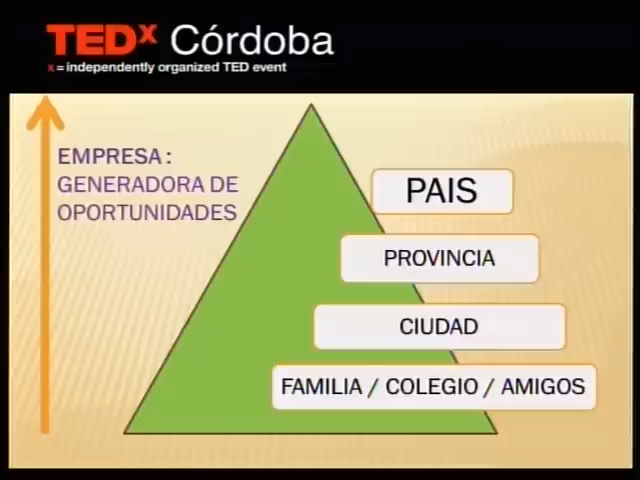 TEDx Córdoba
x = independently organized TED event
EMPRESA :
GENERADORA DE
OPORTUNIDADES
PAIS
PROVINCIA
CIUDAD
FAMILIA / COLEGIO / AMIGOS